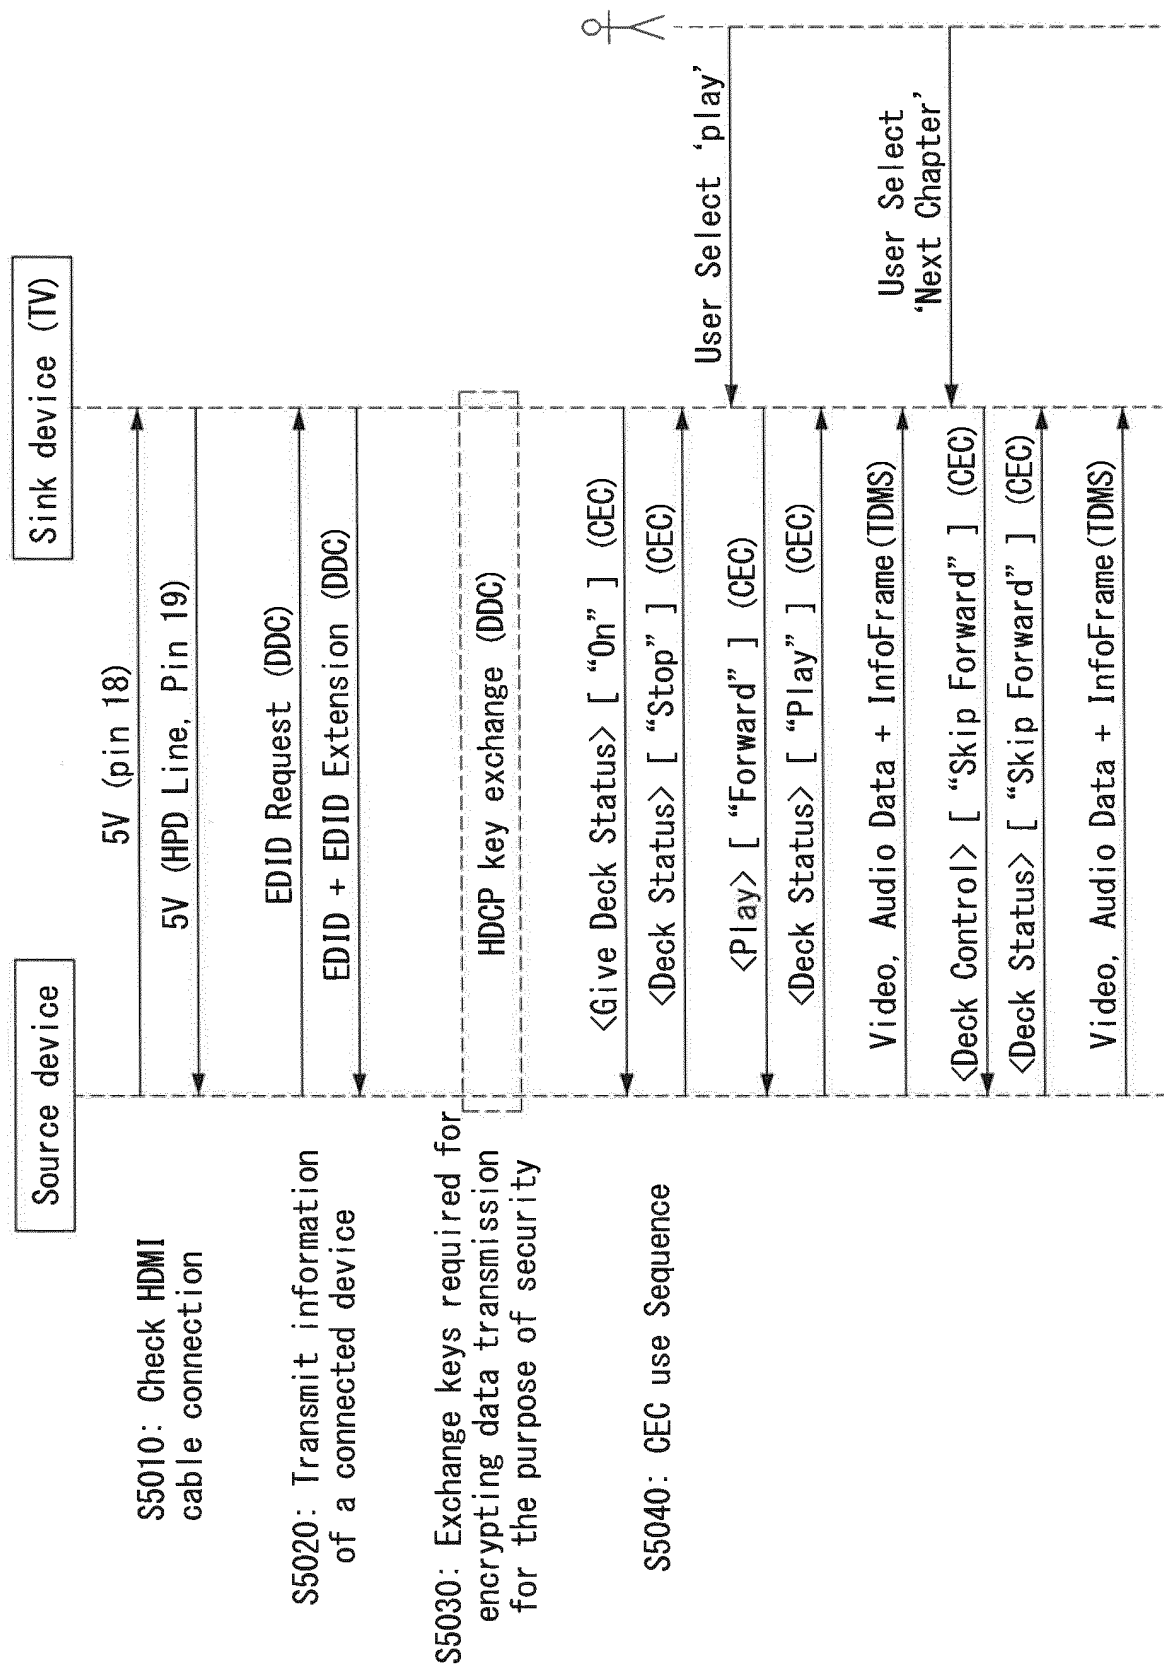 Source device
Sink device (TV)
S5010: Check HDMI
cable connection
5V (pin 18)
5V (HPD Line, Pin 19)
S5020: Transmit information
of a connected device
EDID Request (DDC)
EDID + EDID Extension (DDC)
S5030: Exchange keys required for
encrypting data transmission
for the purpose of security
HDCP key exchange (DDC)
S5040: CEC use Sequence
<Give Deck Status> [ “On” ] (CEC)
<Deck Status> [ “Stop” ] (CEC)
User Select ‘play’
<Play> [ “Forward” ] (CEC)
<Deck Status> [ “Play” ] (CEC)
Video, Audio Data + InfoFrame(TDMS)
User Select
‘Next Chapter’
<Deck Control> [ “Skip Forward” ] (CEC)
<Deck Status> [ “Skip Forward” ] (CEC)
Video, Audio Data + InfoFrame(TDMS)